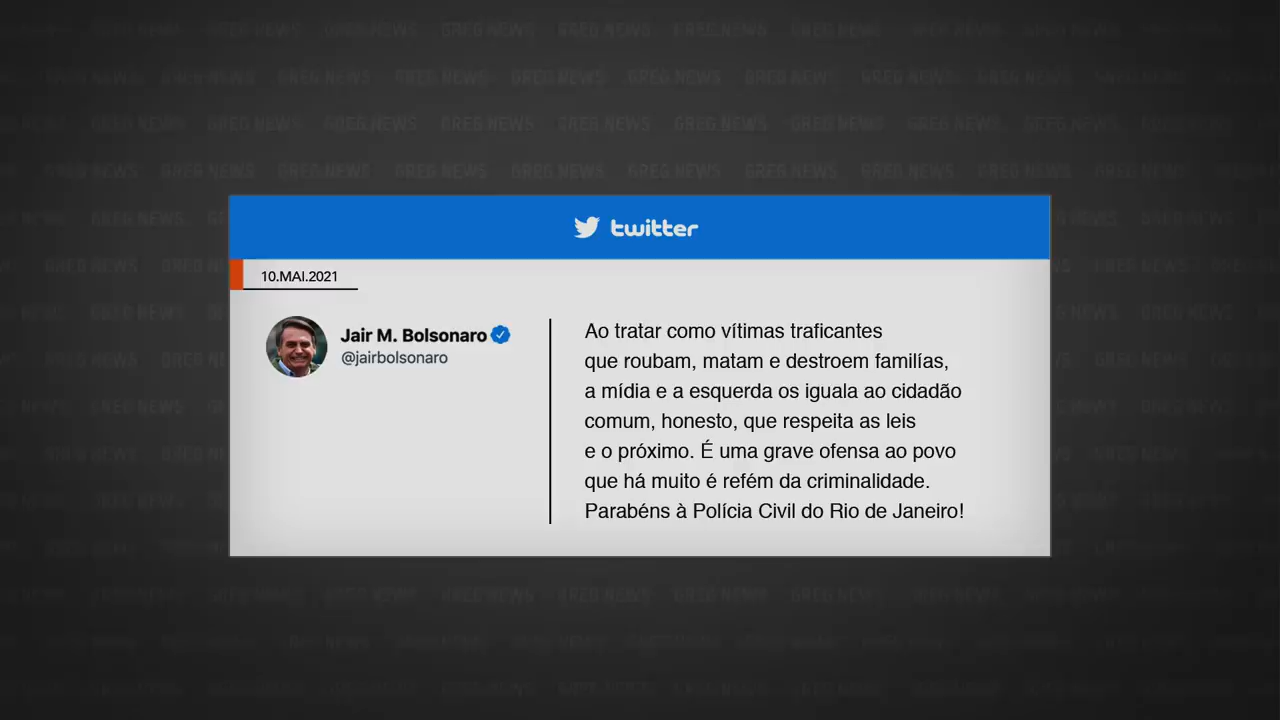 twitter
10.MAI.2021
Jair M. Bolsonaro
@jairbolsonaro
Ao tratar como vítimas traficantes
que roubam, matam e destroem familías,
a mídia e a esquerda os iguala ao cidadão
comum, honesto, que respeita as leis
e o próximo. É uma grave ofensa ao povo
que há muito é refém da criminalidade.
Parabéns à Polícia Civil do Rio de Janeiro!